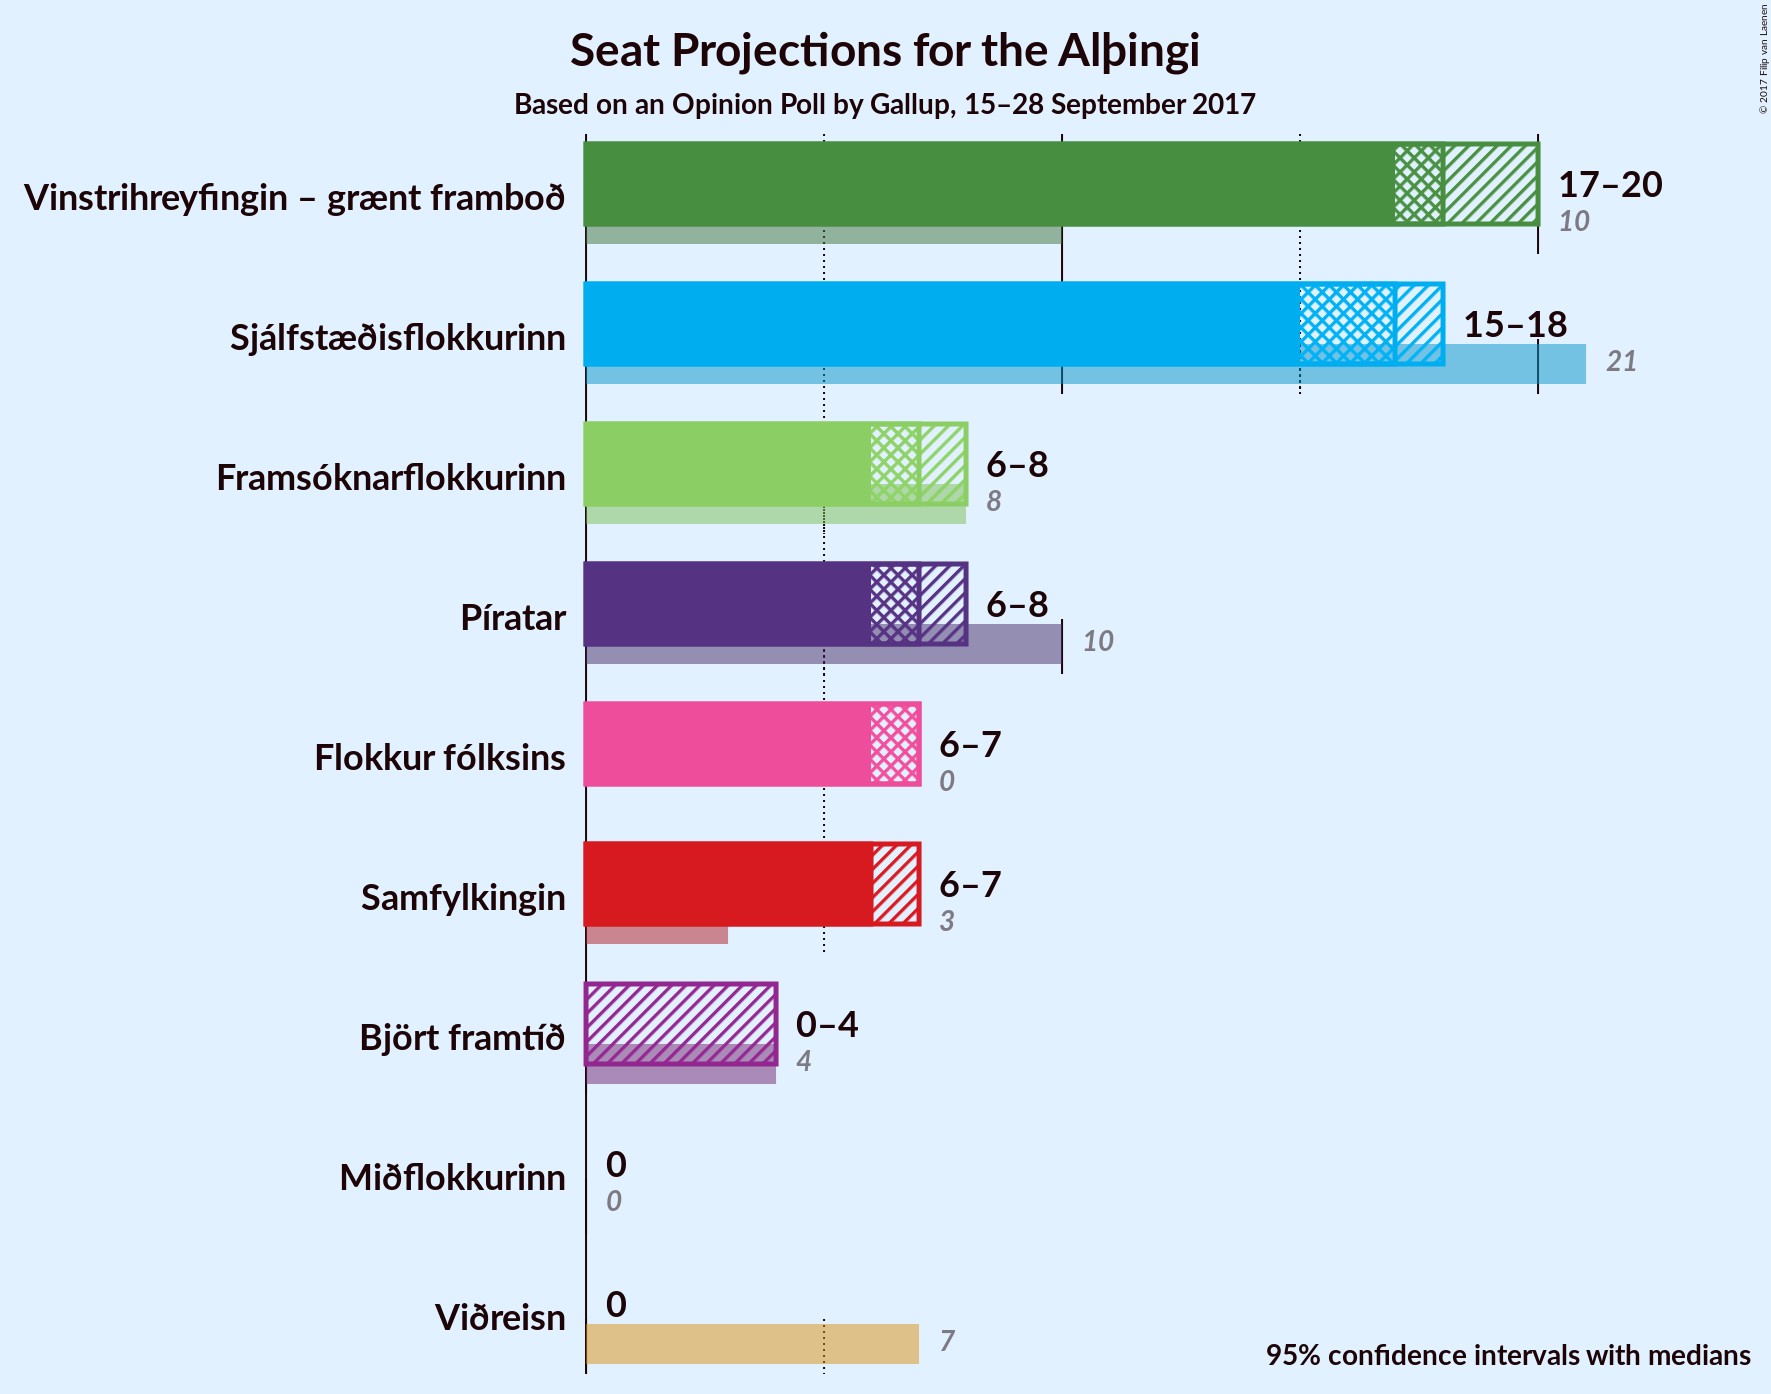 Seat Projections for the Alþingi
Based on an Opinion Poll by Gallup, 15–28 September 2017
© 2017 Filip van Laenen
Vinstrihreyfingin – grænt framboð
17–20
10
Sjálfstæðisflokkurinn
15–18
21
Framsóknarflokkurinn
6–8
8
Píratar
6–8
10
Flokkur fólksins
6–7
0
Samfylkingin
6–7
3
Björt framtíð
0–4
4
Miðflokkurinn
0
0
Viðreisn
0
7
95% confidence intervals with medians